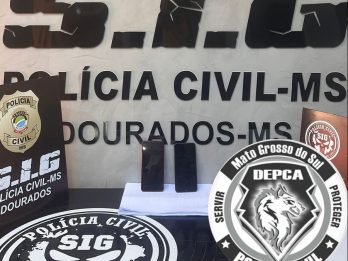 S.I.G
POLÍCIA CIVIL-MS
DOURADOS-MS
POLÍCIA
CIVIL
S.I.G
POLÍCIA CIVIL-MS
DOURADOS
POLÍCIA CIVIL
SIG
Mato Grosso do Sul
DEPCA
SERVIR
PROTEGER